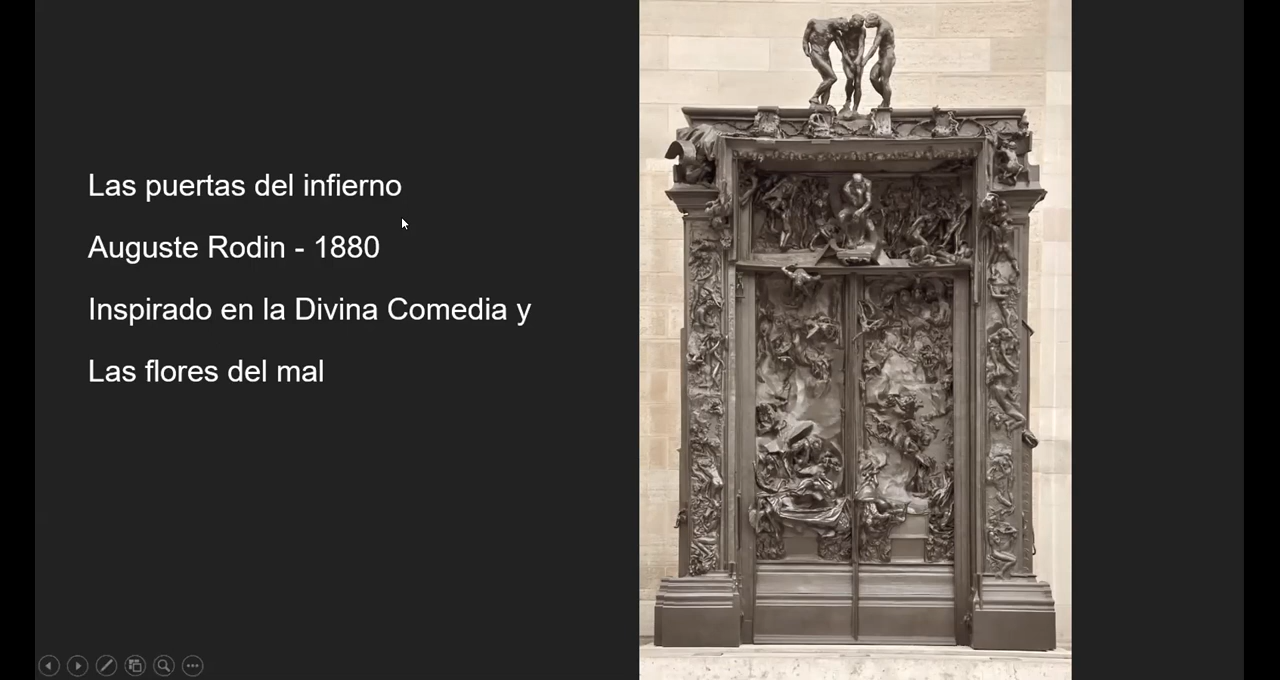 Las puertas del infierno
Auguste Rodin - 1880
Inspirado en la Divina Comedia y
Las flores del mal